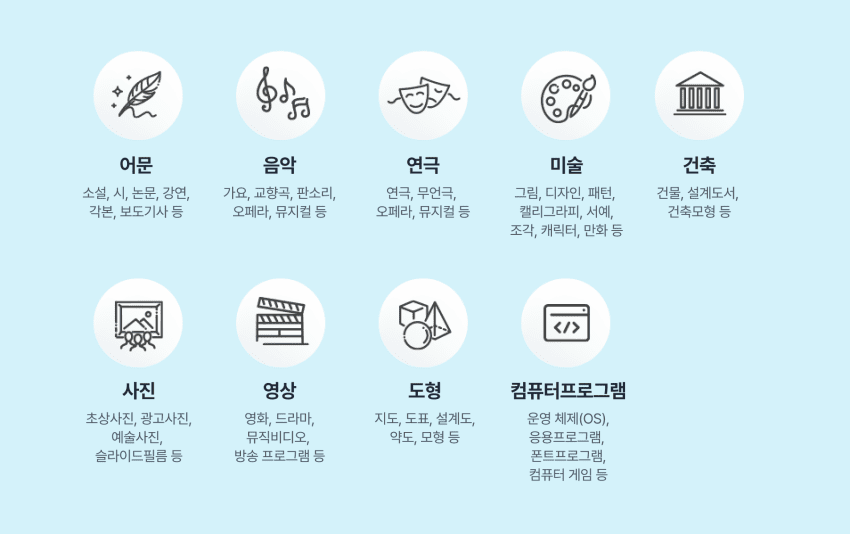 어문
소설, 시, 논문, 강연,
각본, 보도기사 등
음악
가요, 교향곡, 판소리,
오페라, 뮤지컬 등
연극
연극, 무언극,
오페라, 뮤지컬 등
미술
그림, 디자인, 패턴,
캘리그라피, 서예,
조각, 캐릭터, 만화 등
건축
건물, 설계도서,
건축모형 등
사진
초상사진, 광고사진,
예술사진,
슬라이드필름 등
영상
영화, 드라마,
뮤직비디오,
방송 프로그램 등
도형
지도, 도표, 설계도,
약도, 모형 등
컴퓨터프로그램
운영 체제(OS),
응용프로그램,
폰트프로그램,
컴퓨터 게임 등